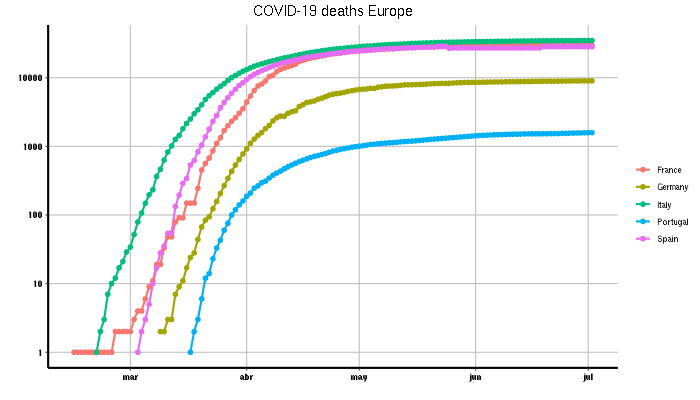 COVID-19 deaths Europe
10000
1000
100
10
1
mar abr may jun jul
France
Germany
Italy
Portugal
Spain